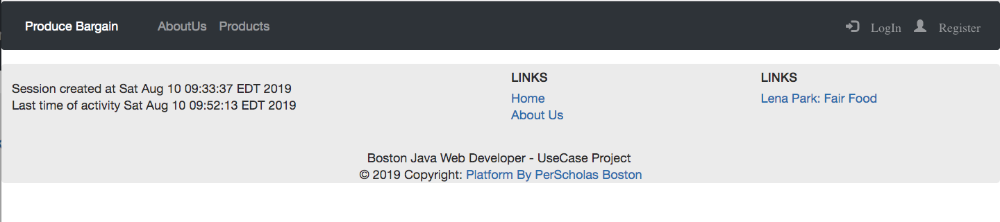 Produce Bargain AboutUs Products LogIn Register
Session created at Sat Aug 10 09:33:37 EDT 2019
Last time of activity Sat Aug 10 09:52:13 EDT 2019
LINKS
Home
About Us
LINKS
Lena Park: Fair Food
Boston Java Web Developer - UseCase Project
© 2019 Copyright: Platform By PerScholas Boston